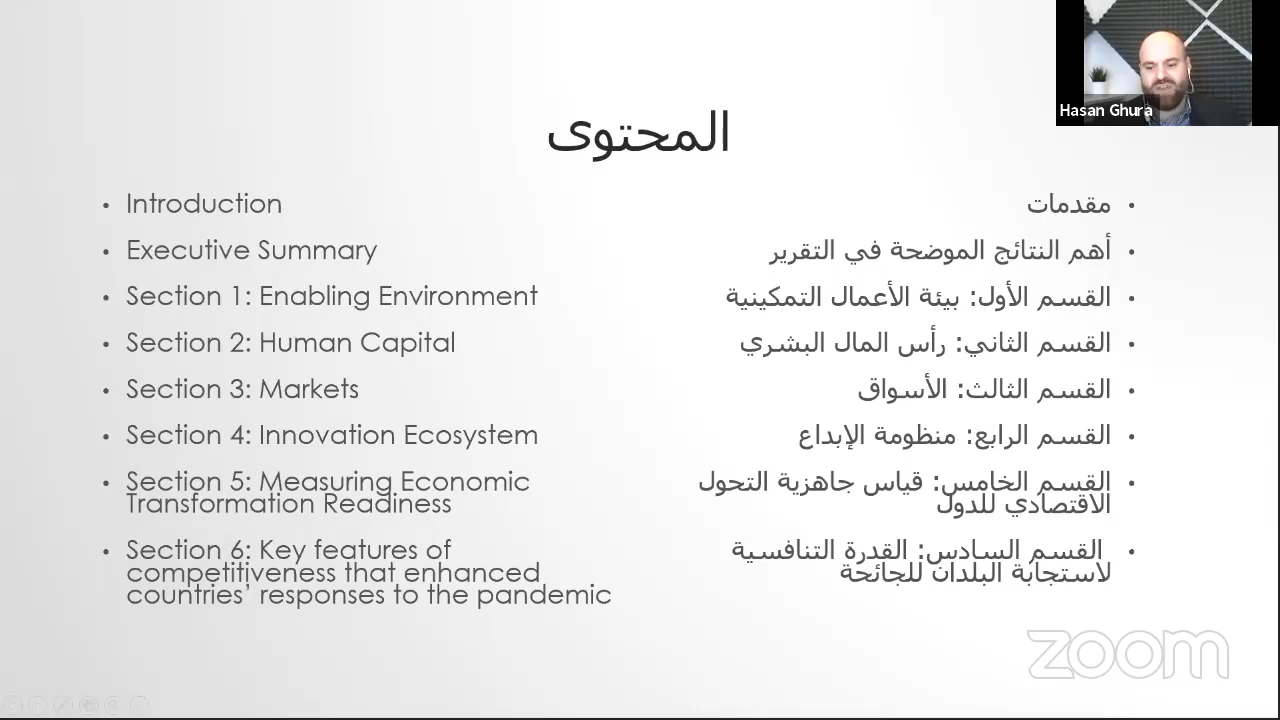 Hasan Ghura
المحتوى
Introduction
Executive Summary
Section 1: Enabling Environment
Section 2: Human Capital
Section 3: Markets
Section 4: Innovation Ecosystem
Section 5: Measuring Economic
Transformation Readiness
Section 6: Key features of
competitiveness that enhanced
countries’ responses to the pandemic
مقدمات
أهم النتائج الموضحة في التقرير
القسم الأول: بيئة الأعمال التمكينية
القسم الثاني: رأس المال البشري
القسم الثالث: الأسواق
القسم الرابع: منظومة الإبداع
القسم الخامس: قياس جاهزية التحول
الاقتصادي للدول
القسم السادس: القدرة التنافسية
لاستجابة البلدان للجائحة
zoom